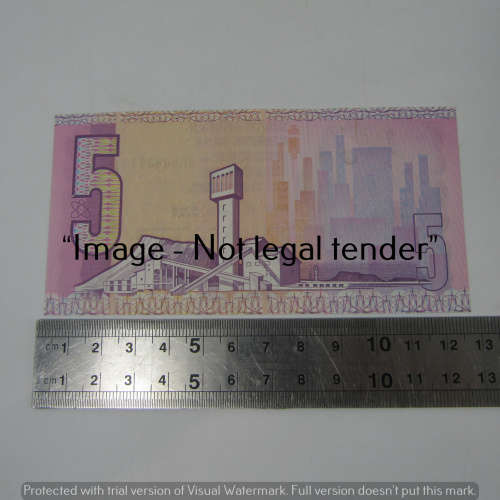 5
"Image - Not legal tender"
5
cm 1 2 3 4 5 6 7 8 9 10 11 12 13
cm 1 2 3 4 5 6 7 8 9 10 11 12 13
Protected with trial version of Visual Watermark. Full version doesn't put this mark.